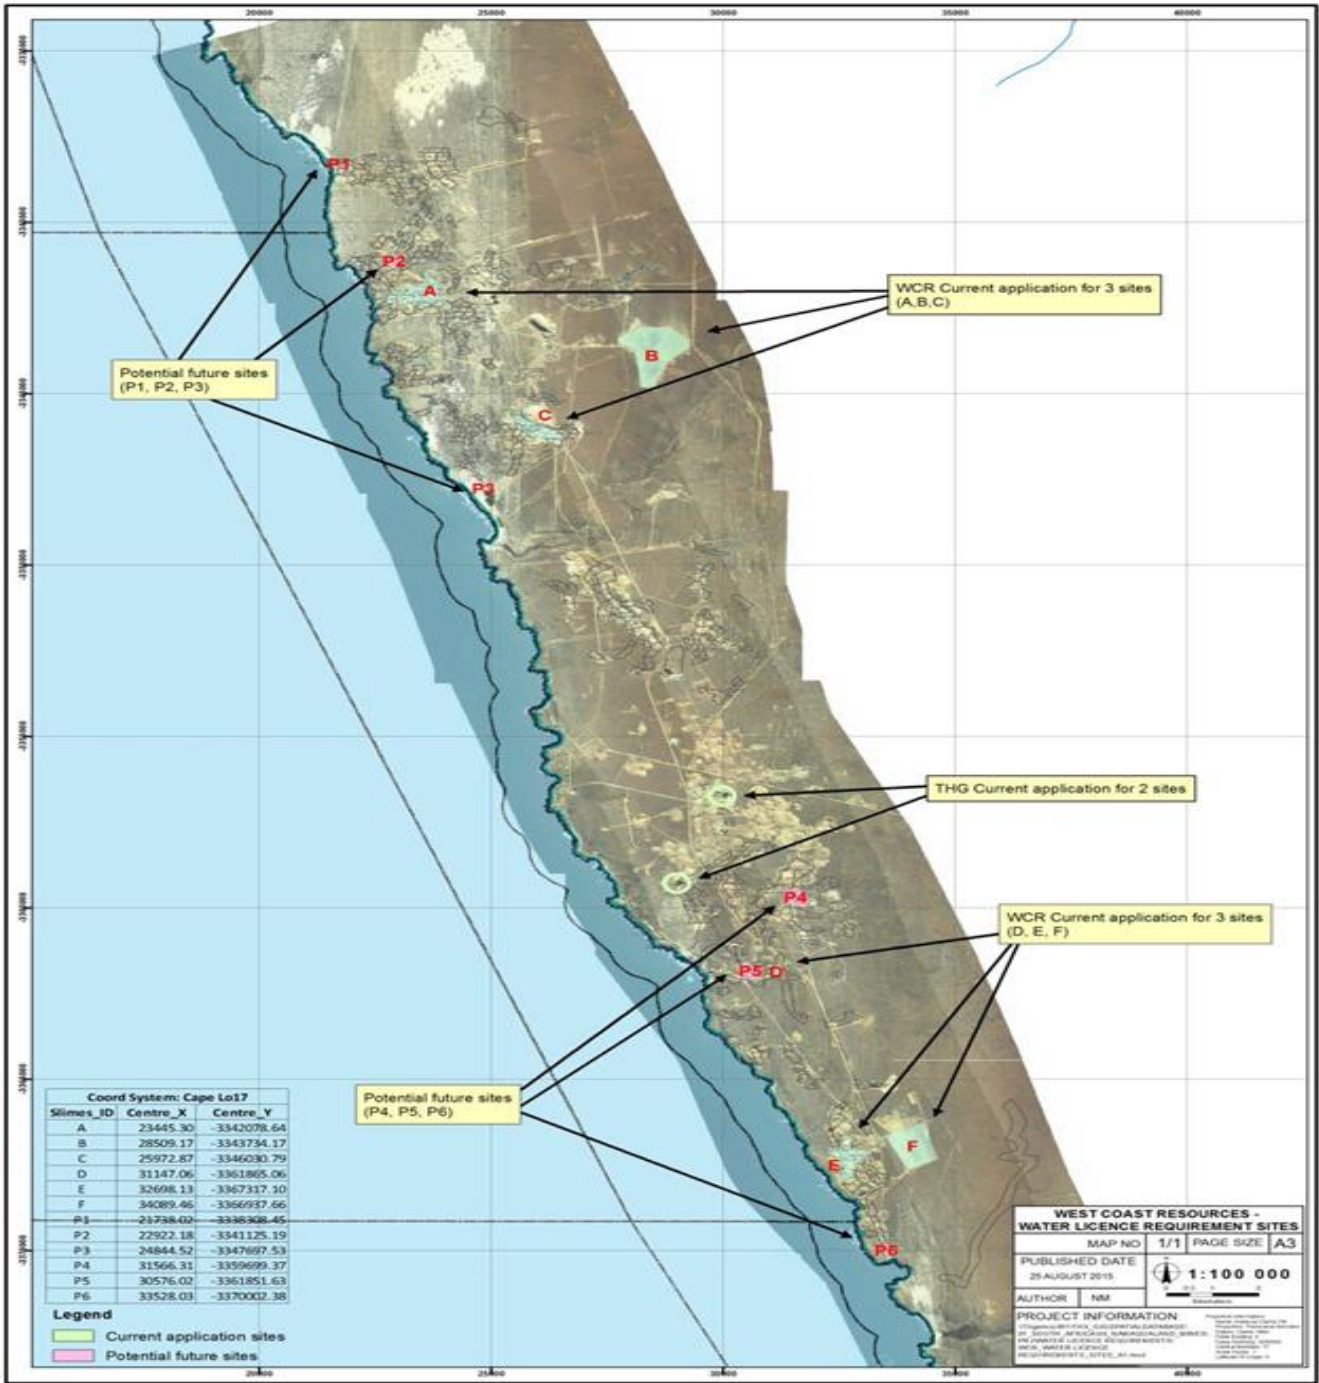 20000 25000 30000 35000 40000
P1
P2
A
WCR Current application for 3 sites
(A,B,C)
B
Potential future sites
(P1, P2, P3)
C
P3
THG Current application for 2 sites
P4
WCR Current application for 3 sites
(D, E, F)
P5 D
Potential future sites
(P4, P5, P6)
F
E
P6
Coord System: Cape Lo17
Slimes_ID Centre_X Centre_Y
A 23445.30 -3342078.64
B 28509.17 -3343734.17
C 25972.87 -3346030.79
D 31147.06 -3361865.06
E 32698.13 -3367317.10
F 34089.46 -3366937.66
P1 21738.02 -3338308.45
P2 22922.18 -3341125.19
P3 24844.52 -3347697.53
P4 31566.31 -3359699.37
P5 30576.02 -3361851.63
P6 33528.03 -3370002.38
Legend
Current application sites
Potential future sites
WEST COAST RESOURCES -
WATER LICENCE REQUIREMENT SITES
MAP NO 1/1 PAGE SIZE A3
PUBLISHED DATE
25 AUGUST 2015
1:100 000
AUTHOR NM
PROJECT INFORMATION
20000 25000 30000 35000 40000